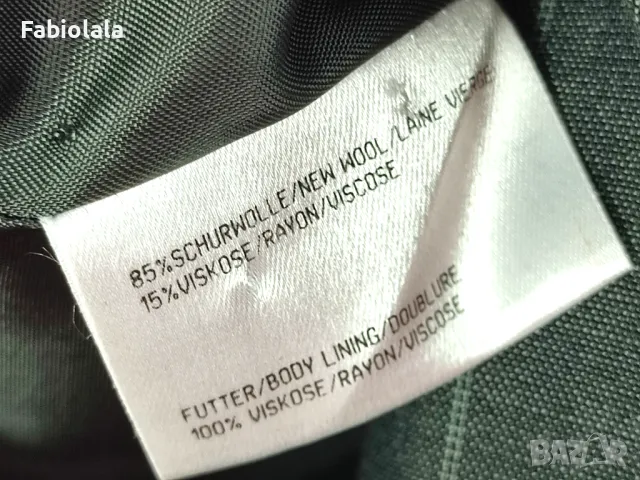 Fabiolala
85%SCHURWOLLE/NEW WOOL/LAINE VIERGE
15%VISKOSE/RAYON/VISCOSE
FUTTER/BODY LINING/DOUBLURE
100% VISKOSE/RAYON/VISCOSE
BAZAR